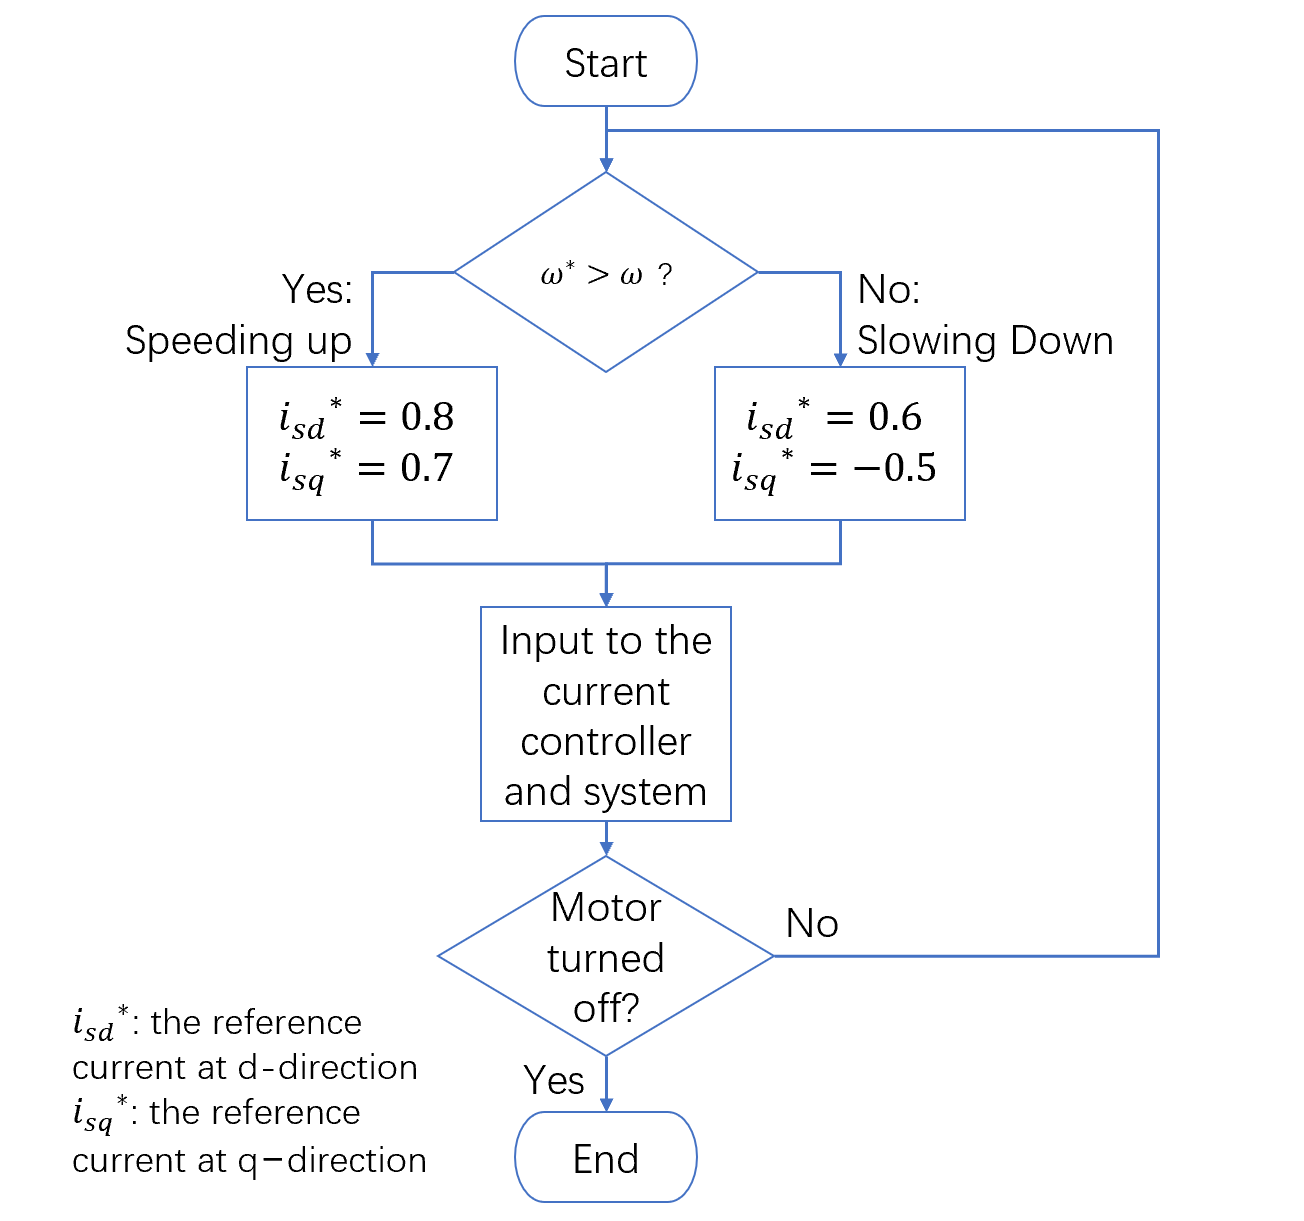 Start
ω* > ω ?
Yes:
Speeding up
No:
Slowing Down
i_sd* = 0.8
i_sq* = 0.7
i_sd* = 0.6
i_sq* = −0.5
Input to the
current
controller
and system
Motor
turned
off?
No
Yes
End
i_sd*: the reference
current at d-direction
i_sq*: the reference
current at q−direction